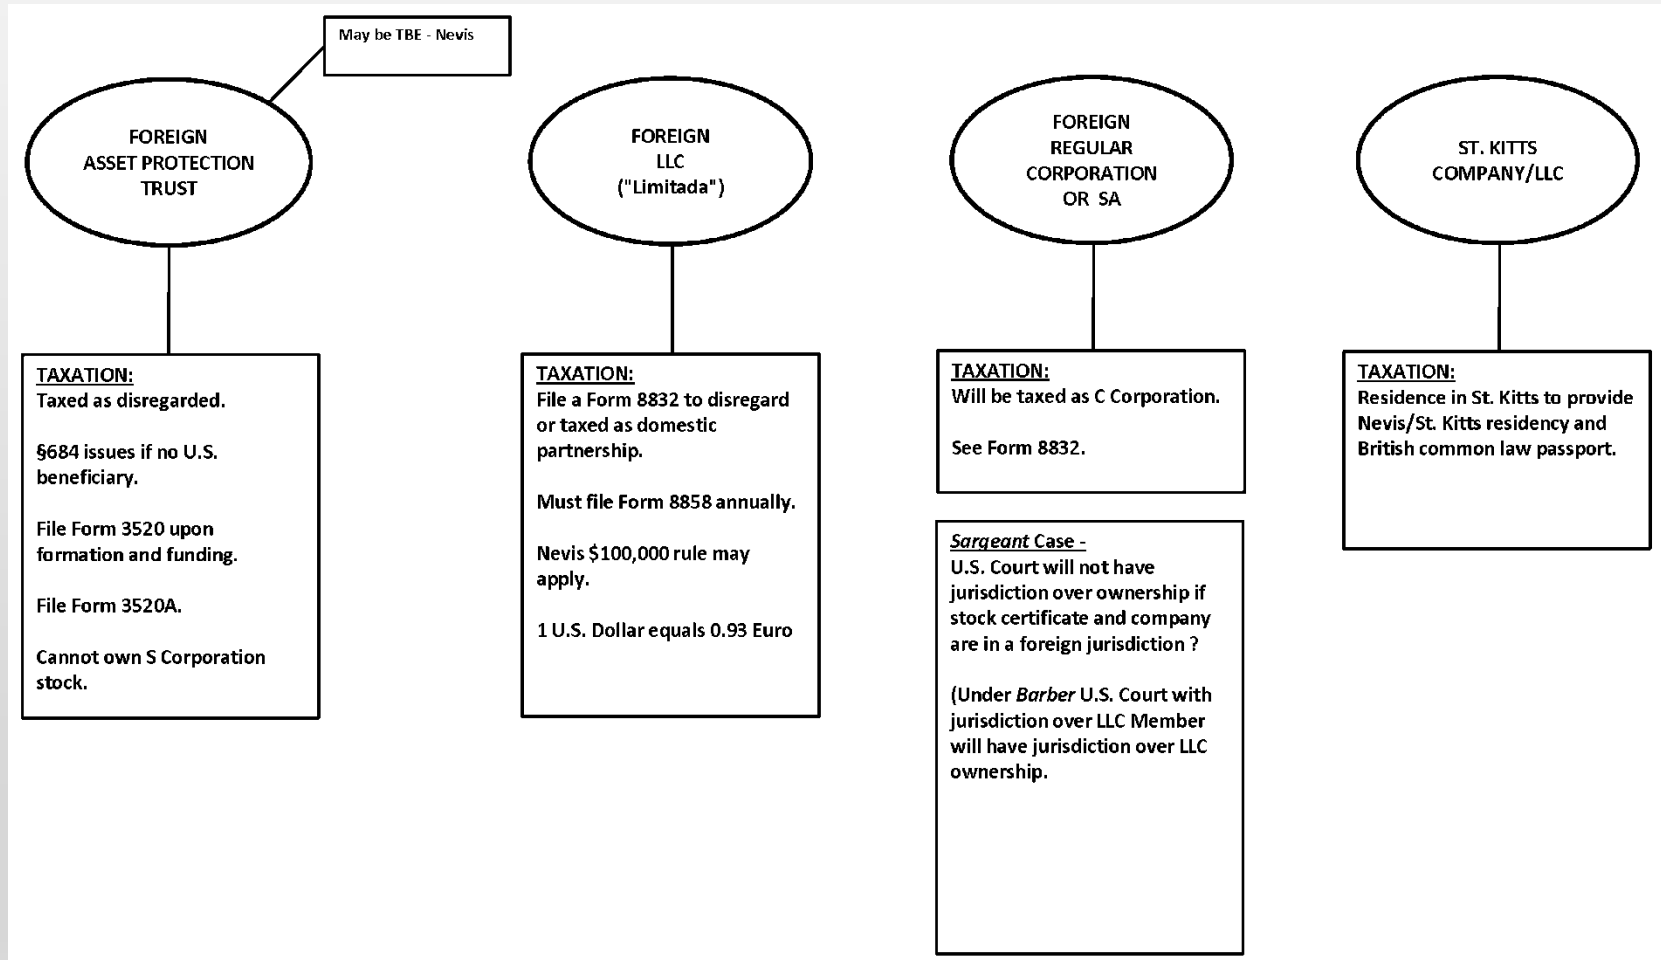 May be TBE - Nevis
FOREIGN
ASSET PROTECTION
TRUST
TAXATION:
Taxed as disregarded.
§684 issues if no U.S.
beneficiary.
File Form 3520 upon
formation and funding.
File Form 3520A.
Cannot own S Corporation
stock.
FOREIGN
LLC
("Limitada")
TAXATION:
File a Form 8832 to disregard
or taxed as domestic
partnership.
Must file Form 8858 annually.
Nevis $100,000 rule may
apply.
1 U.S. Dollar equals 0.93 Euro
FOREIGN
REGULAR
CORPORATION
OR SA
TAXATION:
Will be taxed as C Corporation.
See Form 8832.
Sargeant Case -
U.S. Court will not have
jurisdiction over ownership if
stock certificate and company
are in a foreign jurisdiction ?
(Under Barber U.S. Court with
jurisdiction over LLC Member
will have jurisdiction over LLC
ownership.
ST. KITTS
COMPANY/LLC
TAXATION:
Residence in St. Kitts to provide
Nevis/St. Kitts residency and
British common law passport.